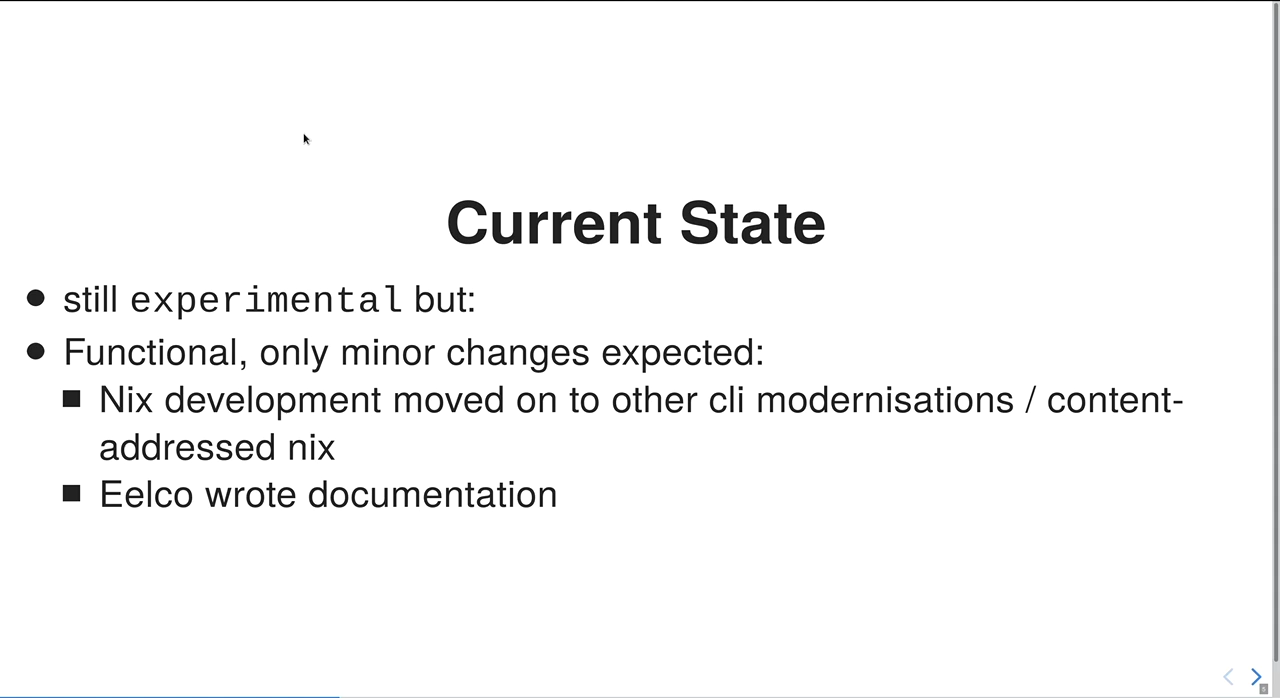 Current State
still experimental but:
Functional, only minor changes expected:
Nix development moved on to other cli modernisations / content-
addressed nix
Eelco wrote documentation